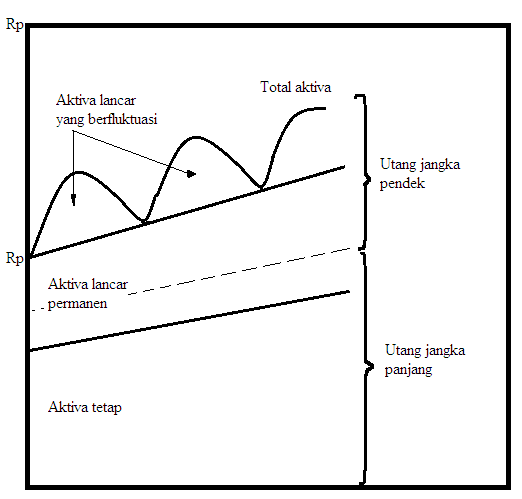 Rp
Total aktiva
Aktiva lancar
yang berfluktuasi
Utang jangka
pendek
Rp
Aktiva lancar
permanen
Utang jangka
panjang
Aktiva tetap